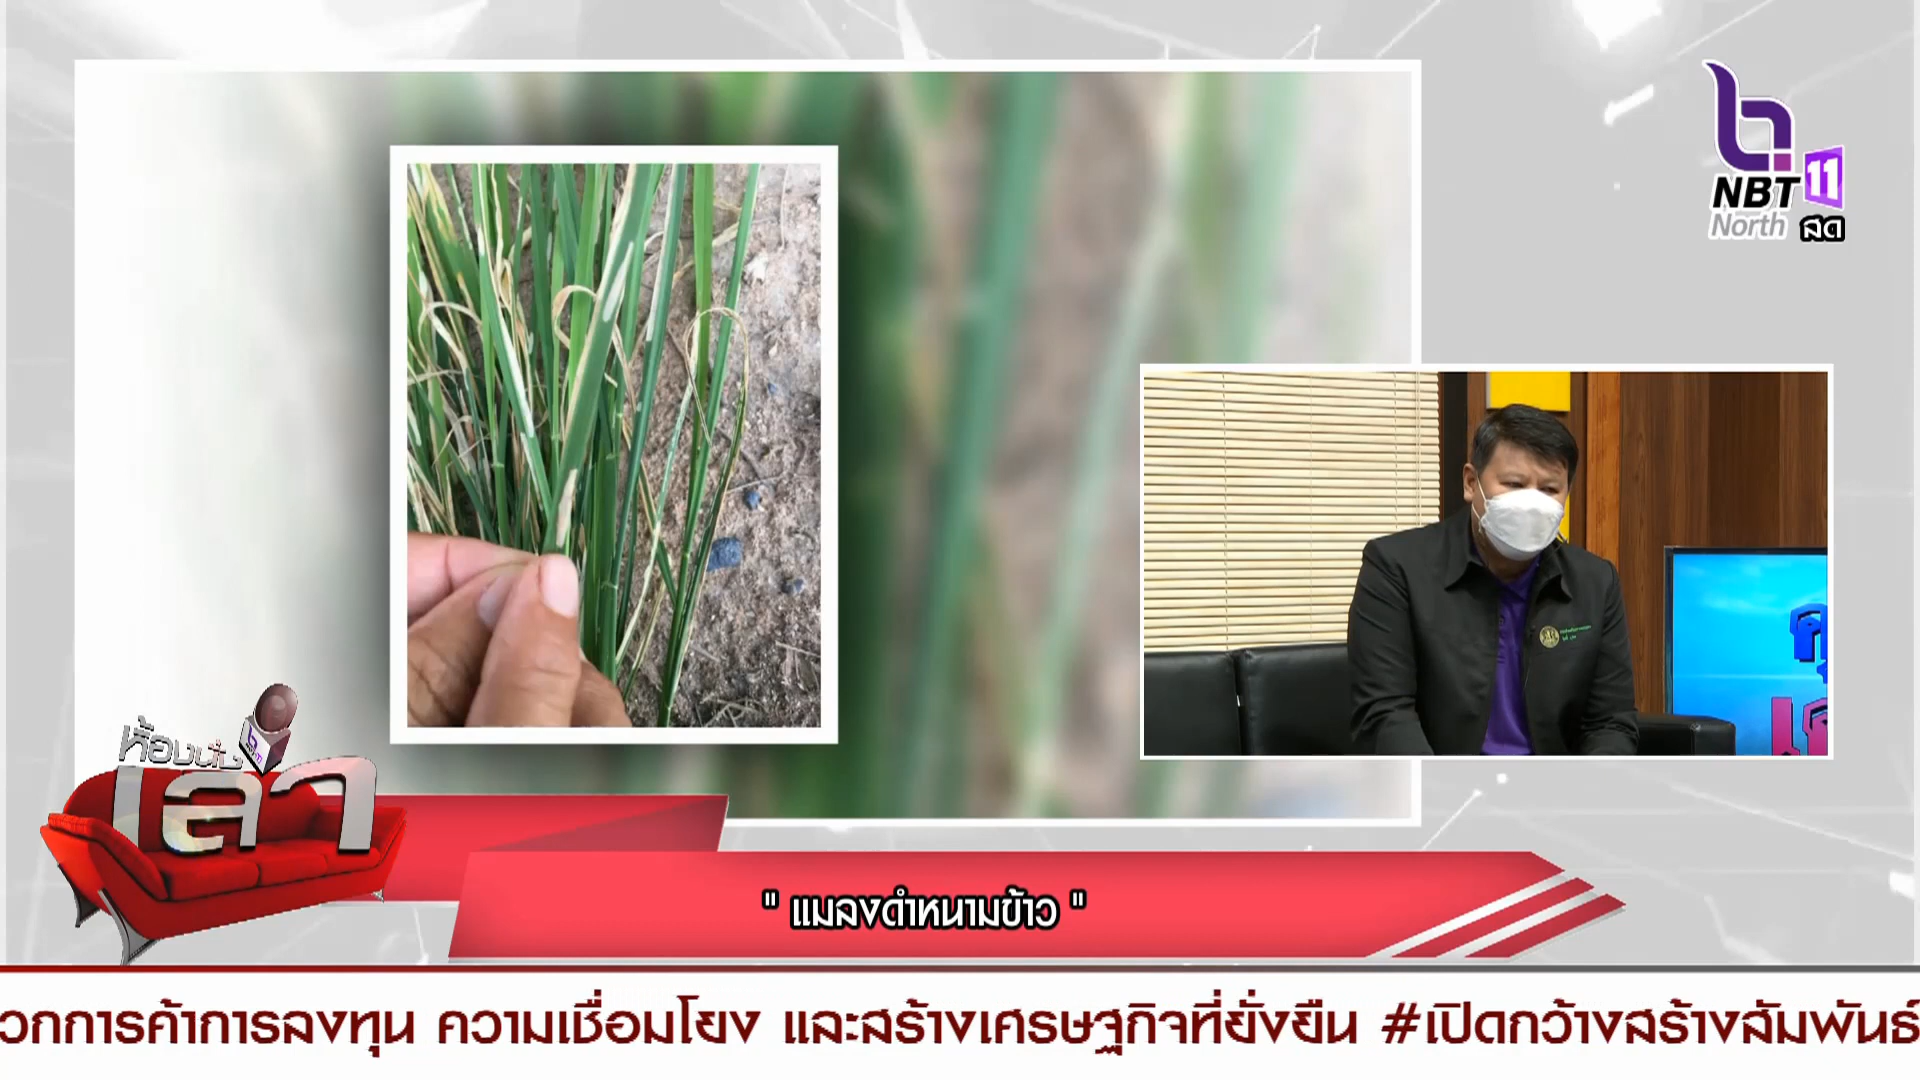 NBT 11
North สด
ห้องนั่ง
เล่า
" แมลงดำหนามข้าว "
วกการค้าการลงทุน ความเชื่อมโยง และสร้างเศรษฐกิจที่ยั่งยืน #เปิดกว้างสร้างสัมพันธ์